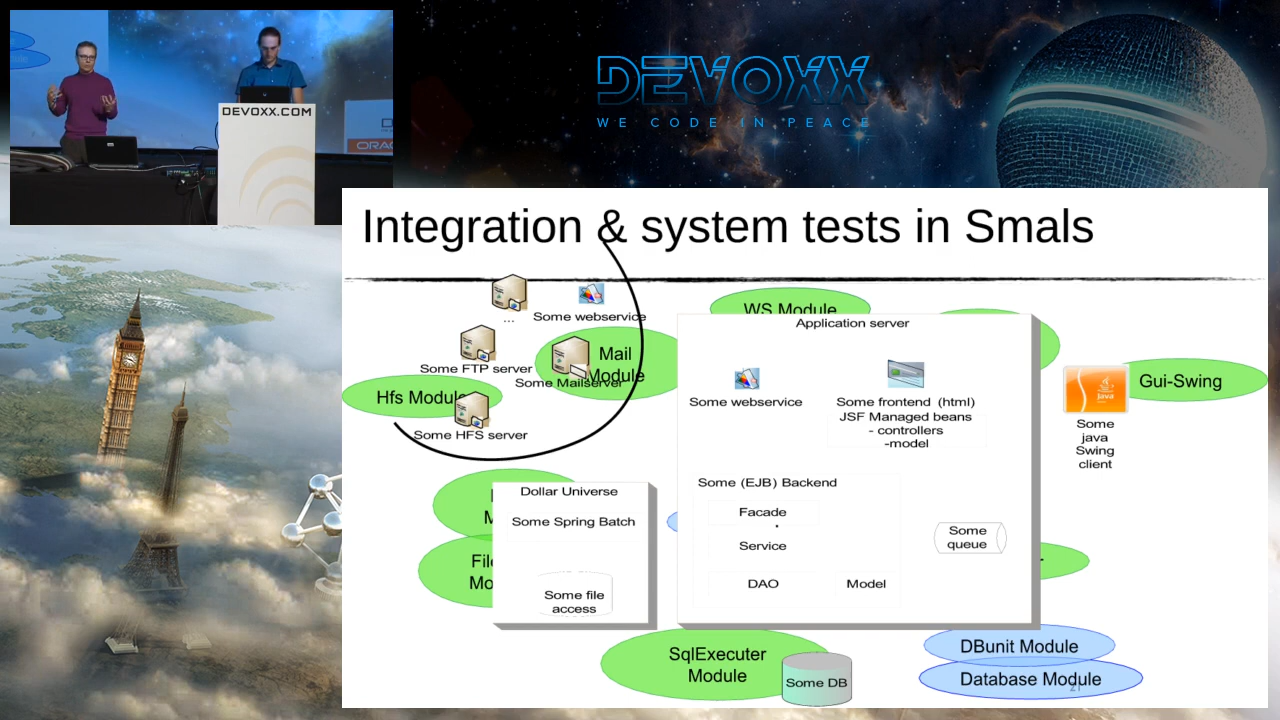 DEVOXX
WE CODE IN PEACE
DEVOXX.COM
Integration & system tests in Smals
...
Some webservice
WS Module
Application server
Some FTP server
Mail
Module
Some Mailserver
Hfs Module
Some HFS server
Some webservice
Some frontend (html)
JSF Managed beans
- controllers
-model
Gui-Swing
Java
Some
java
Swing
client
Some (EJB) Backend
Facade
Service
DAO
Model
Some
queue
Dollar Universe
Some Spring Batch
Some file
access
SqlExecuter
Module
Some DB
DBunit Module
Database Module
21